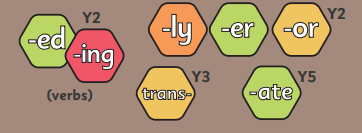 -ed
-ing
Y2
(verbs)
-ly
-er
-or
Y2
trans-
Y3
-ate
Y5